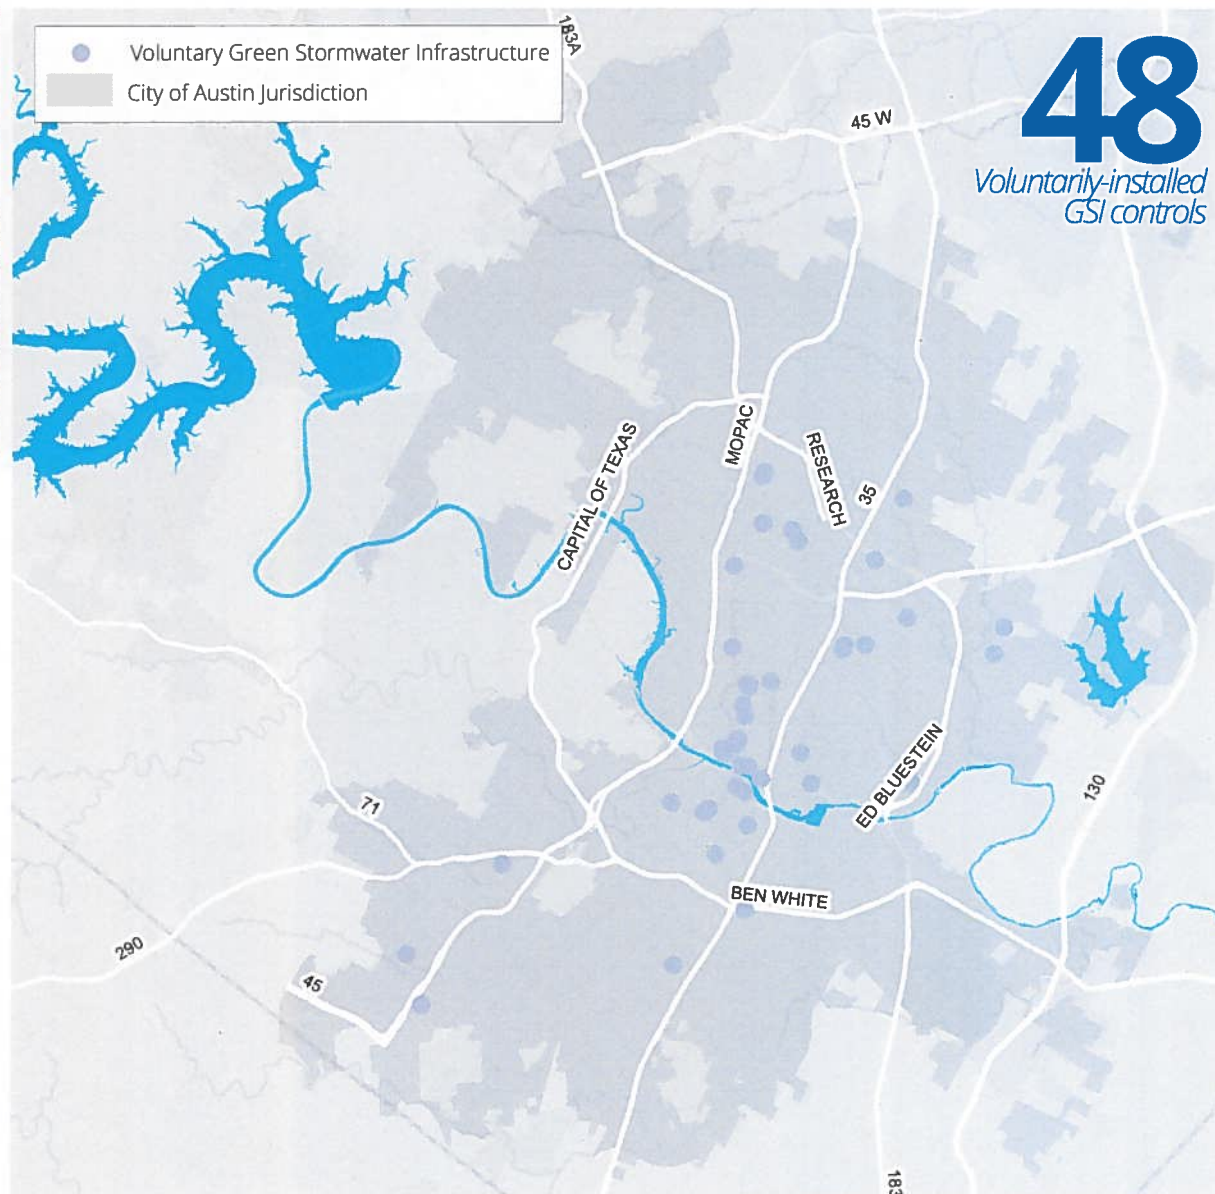 183A
Voluntary Green Stormwater Infrastructure
City of Austin Jurisdiction
48
Voluntarily-installed
GSI controls
45 W
CAPITAL OF TEXAS
MOPAC
RESEARCH
35
ED BLUESTEIN
130
71
BEN WHITE
290
45
183